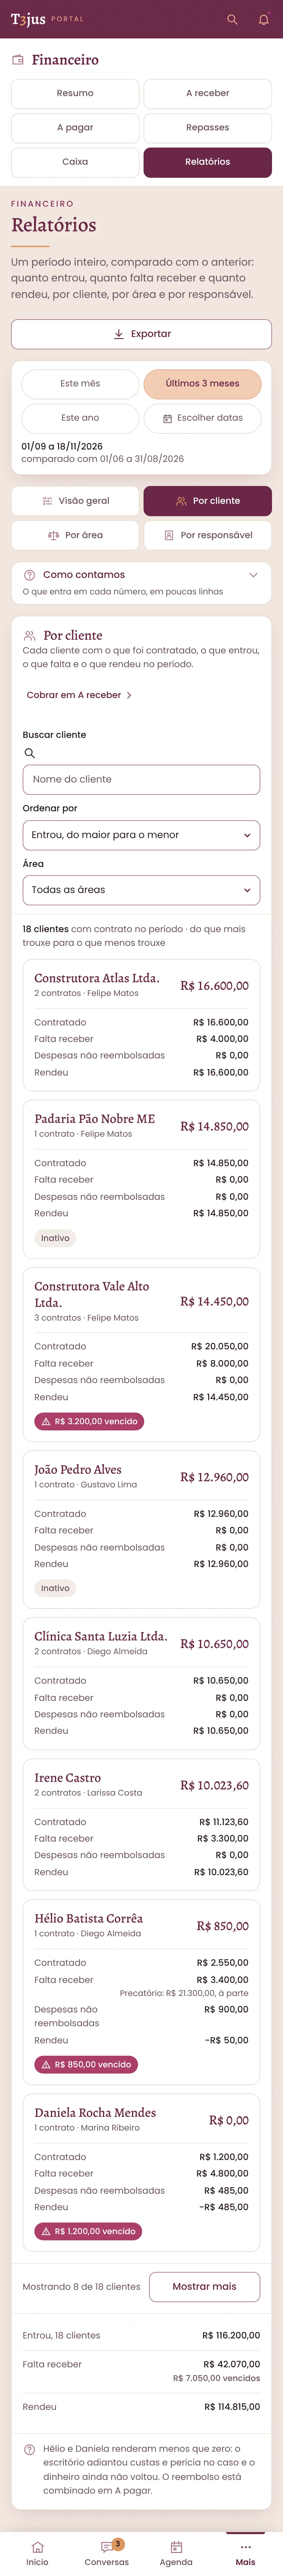 T3jus PORTAL
Financeiro
Resumo
A receber
A pagar
Repasses
Caixa
Relatórios
FINANCEIRO
Relatórios
Um período inteiro, comparado com o anterior:
quanto entrou, quanto falta receber e quanto
rendeu, por cliente, por área e por responsável.
Exportar
Este mês
Últimos 3 meses
Este ano
Escolher datas
01/09 a 18/11/2026
comparado com 01/06 a 31/08/2026
Visão geral
Por cliente
Por área
Por responsável
Como contamos
O que entra em cada número, em poucas linhas
Por cliente
Cada cliente com o que foi contratado, o que entrou,
o que falta e o que rendeu no período.
Cobrar em A receber
Buscar cliente
Nome do cliente
Ordenar por
Entrou, do maior para o menor
Área
Todas as áreas
18 clientes com contrato no período · do que mais
trouxe para o que menos trouxe
Construtora Atlas Ltda.
2 contratos · Felipe Matos
R$ 16.600,00
Contratado R$ 16.600,00
Falta receber R$ 4.000,00
Despesas não reembolsadas R$ 0,00
Rendeu R$ 16.600,00
Padaria Pão Nobre ME
1 contrato · Felipe Matos
R$ 14.850,00
Contratado R$ 14.850,00
Falta receber R$ 0,00
Despesas não reembolsadas R$ 0,00
Rendeu R$ 14.850,00
Inativo
Construtora Vale Alto
Ltda.
3 contratos · Felipe Matos
R$ 14.450,00
Contratado R$ 20.050,00
Falta receber R$ 8.000,00
Despesas não reembolsadas R$ 0,00
Rendeu R$ 14.450,00
R$ 3.200,00 vencido
João Pedro Alves
1 contrato · Gustavo Lima
R$ 12.960,00
Contratado R$ 12.960,00
Falta receber R$ 0,00
Despesas não reembolsadas R$ 0,00
Rendeu R$ 12.960,00
Inativo
Clínica Santa Luzia Ltda.
2 contratos · Diego Almeida
R$ 10.650,00
Contratado R$ 10.650,00
Falta receber R$ 0,00
Despesas não reembolsadas R$ 0,00
Rendeu R$ 10.650,00
Irene Castro
2 contratos · Larissa Costa
R$ 10.023,60
Contratado R$ 11.123,60
Falta receber R$ 3.300,00
Despesas não reembolsadas R$ 0,00
Rendeu R$ 10.023,60
Hélio Batista Corrêa
1 contrato · Diego Almeida
R$ 850,00
Contratado R$ 2.550,00
Falta receber R$ 3.400,00
Precatório: R$ 21.300,00, à parte
Despesas não
reembolsadas
R$ 900,00
Rendeu -R$ 50,00
R$ 850,00 vencido
Daniela Rocha Mendes
1 contrato · Marina Ribeiro
R$ 0,00
Contratado R$ 1.200,00
Falta receber R$ 4.800,00
Despesas não reembolsadas R$ 485,00
Rendeu -R$ 485,00
R$ 1.200,00 vencido
Mostrando 8 de 18 clientes
Mostrar mais
Entrou, 18 clientes R$ 116.200,00
Falta receber R$ 42.070,00
R$ 7.050,00 vencidos
Rendeu R$ 114.815,00
Hélio e Daniela renderam menos que zero: o
escritório adiantou custas e perícia no caso e o
dinheiro ainda não voltou. O reembolso está
combinado em A pagar.
Início
3
Conversas
Agenda
Mais